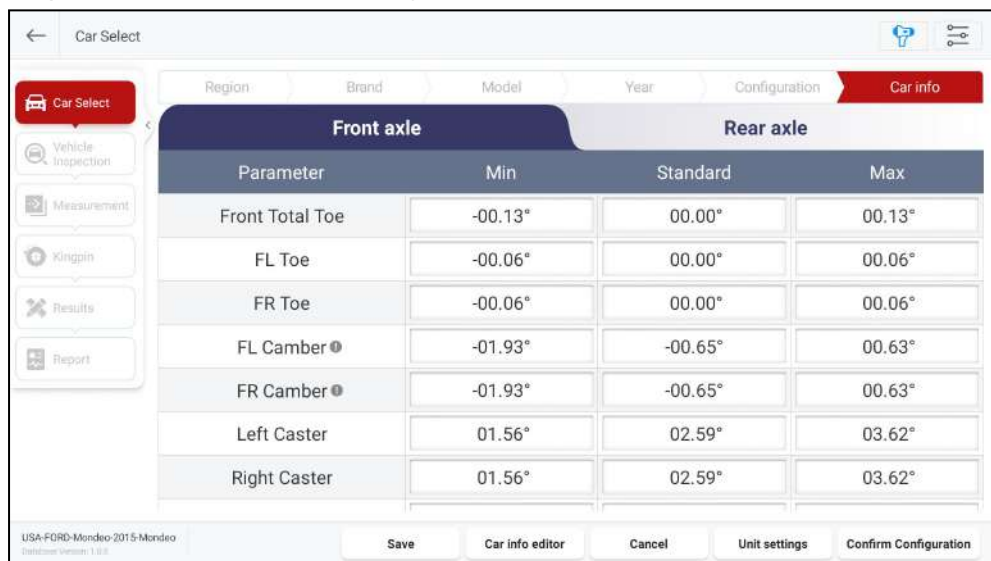 Car Select
Region Brand Model Year Configuration Car info
Car Select
Vehicle Inspection
Measurement
Kingpin
Results
Report
Front axle Rear axle
Parameter Min Standard Max
Front Total Toe -00.13° 00.00° 00.13°
FL Toe -00.06° 00.00° 00.06°
FR Toe -00.06° 00.00° 00.06°
FL Camber -01.93° -00.65° 00.63°
FR Camber -01.93° -00.65° 00.63°
Left Caster 01.56° 02.59° 03.62°
Right Caster 01.56° 02.59° 03.62°
USA-FORD-Mondeo-2015-Mondeo
Database Version:
Save Car info editor Cancel Unit settings Confirm Configuration